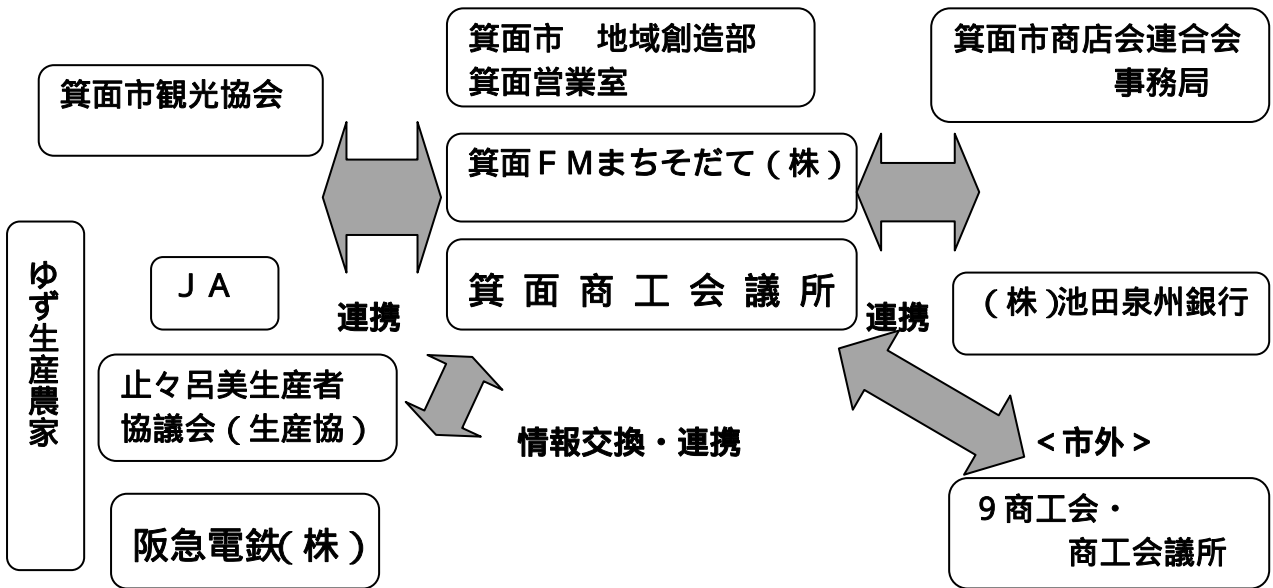 箕面市　地域創造部
箕面営業室
箕面市商店会連合会
事務局
箕面市観光協会
箕面ＦＭまちそだて（株）
箕面商工会議所
ゆず生産農家
ＪＡ
連携
連携
（株）池田泉州銀行
止々呂美生産者
協議会（生産協）
情報交換・連携
＜市外＞
９商工会・
商工会議所
阪急電鉄（株）